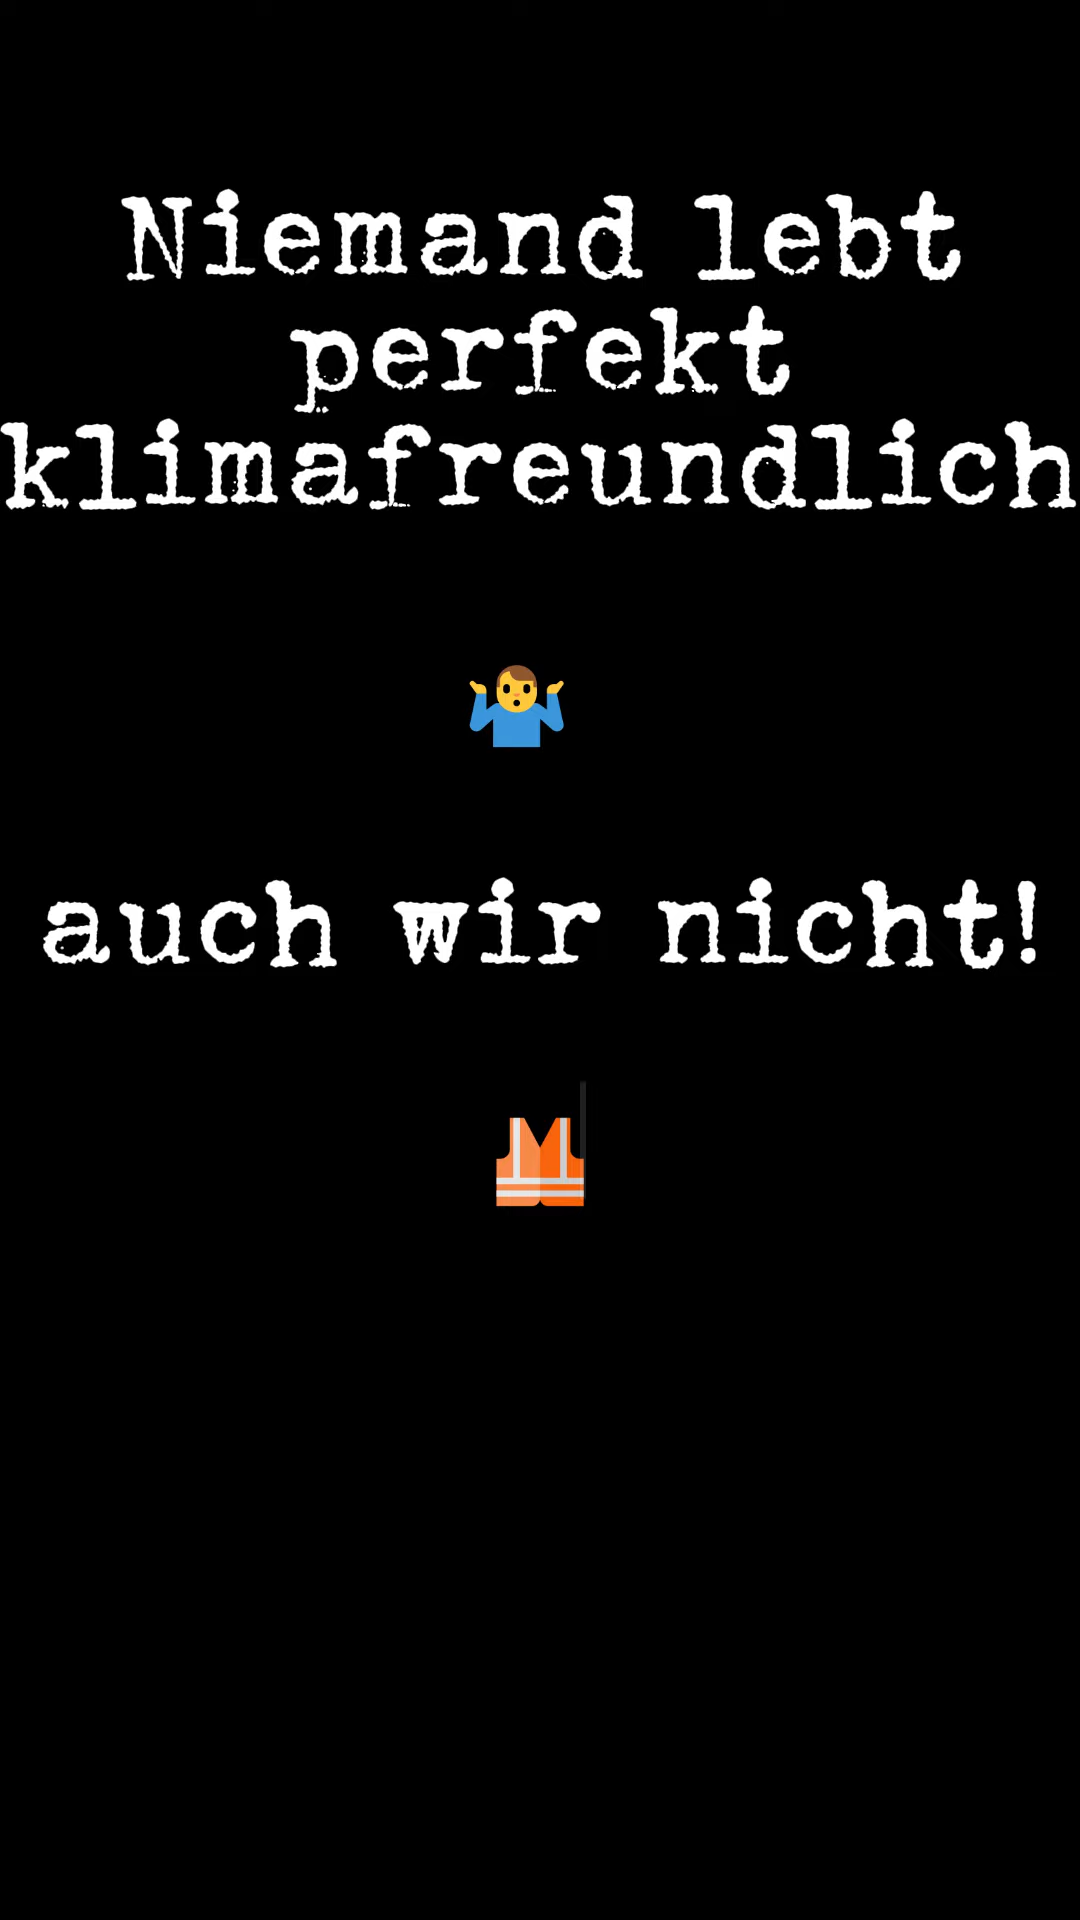 Niemand lebt
perfekt
klimafreundlich
🤷‍♂️
auch wir nicht!
🦺